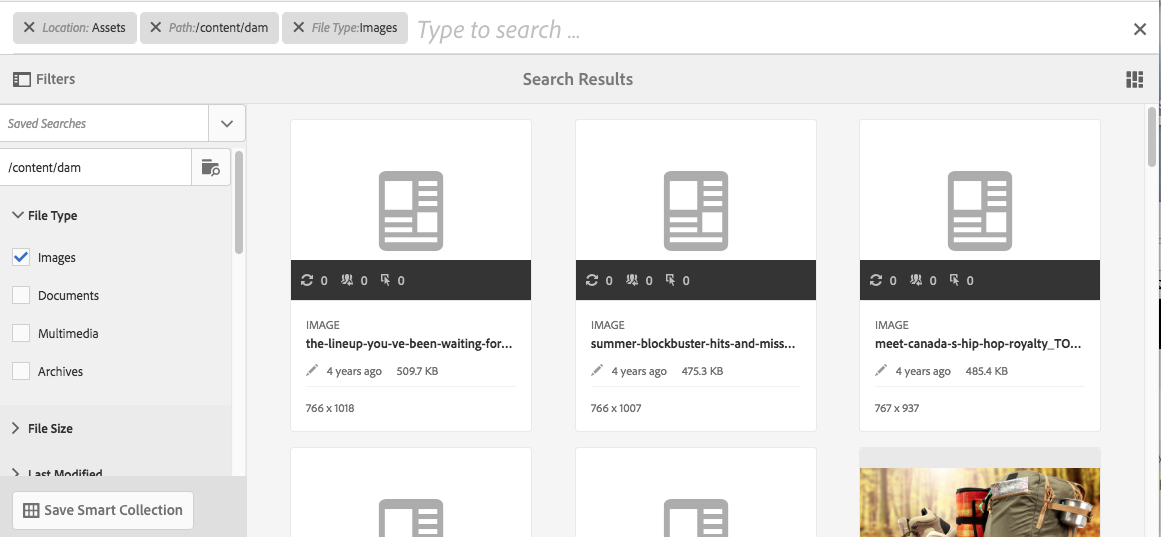 Location: Assets
Path:/content/dam
File Type:Images
Type to search ...
Filters
Search Results
Saved Searches
/content/dam
File Type
Images
Documents
Multimedia
Archives
File Size
Last Modified
Save Smart Collection
0 0 0
IMAGE
the-lineup-you-ve-been-waiting-for...
4 years ago 509.7 KB
766 x 1018
0 0 0
IMAGE
summer-blockbuster-hits-and-miss...
4 years ago 475.3 KB
766 x 1007
0 0 0
IMAGE
meet-canada-s-hip-hop-royalty_TO...
4 years ago 485.4 KB
767 x 937